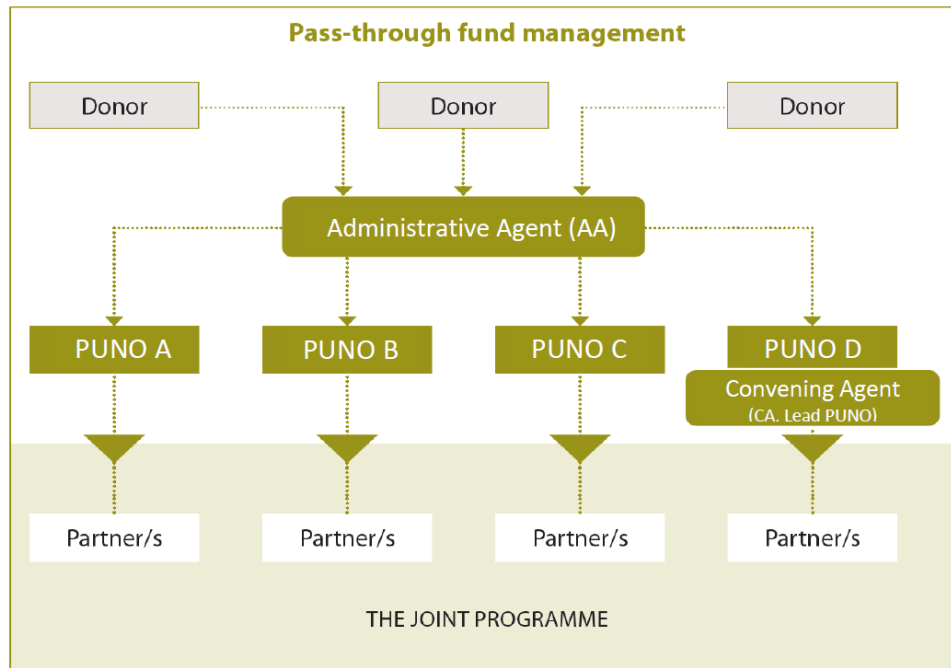 Pass-through fund management
Donor
Donor
Donor
Administrative Agent (AA)
PUNO A
PUNO B
PUNO C
PUNO D
Convening Agent
(CA. Lead PUNO)
Partner/s
Partner/s
Partner/s
Partner/s
THE JOINT PROGRAMME